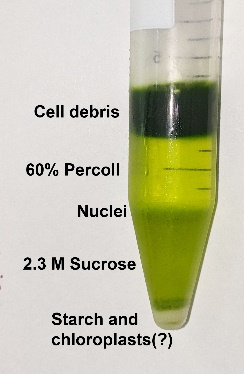 Cell debris
60% Percoll
Nuclei
2.3 M Sucrose
Starch and
chloroplasts(?)